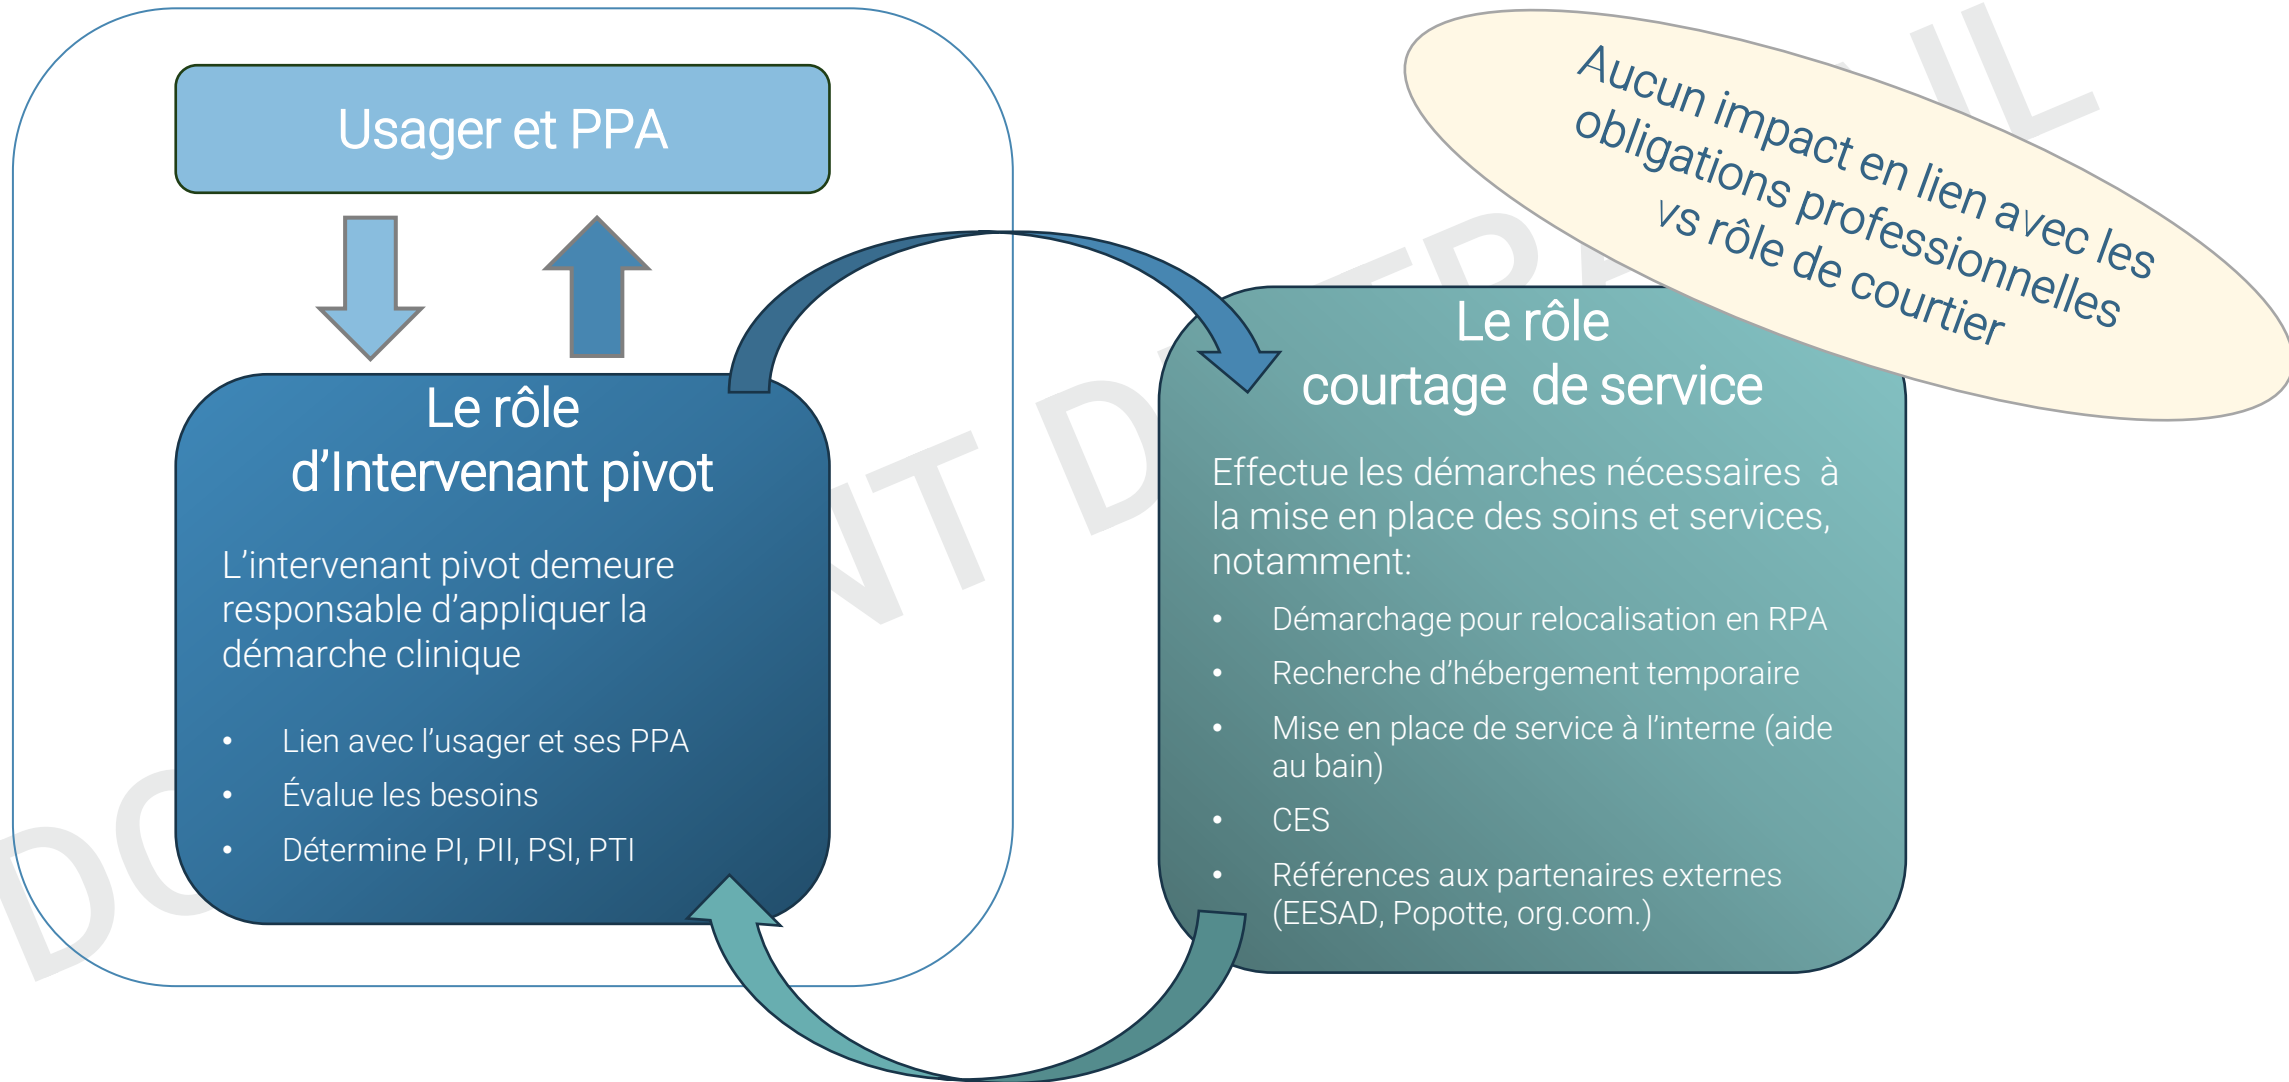 Usager et PPA
Le rôle
d’Intervenant pivot
L’intervenant pivot demeure
responsable d’appliquer la
démarche clinique
• Lien avec l’usager et ses PPA
• Évalue les besoins
• Détermine PI, PII, PSI, PTI
Aucun impact en lien avec les
obligations professionnelles
vs rôle de courtier
Le rôle
courtage de service
Effectue les démarches nécessaires à
la mise en place des soins et services,
notamment:
• Démarchage pour relocalisation en RPA
• Recherche d’hébergement temporaire
• Mise en place de service à l’interne (aide
au bain)
• CES
• Références aux partenaires externes
(EESAD, Popotte, org.com.)